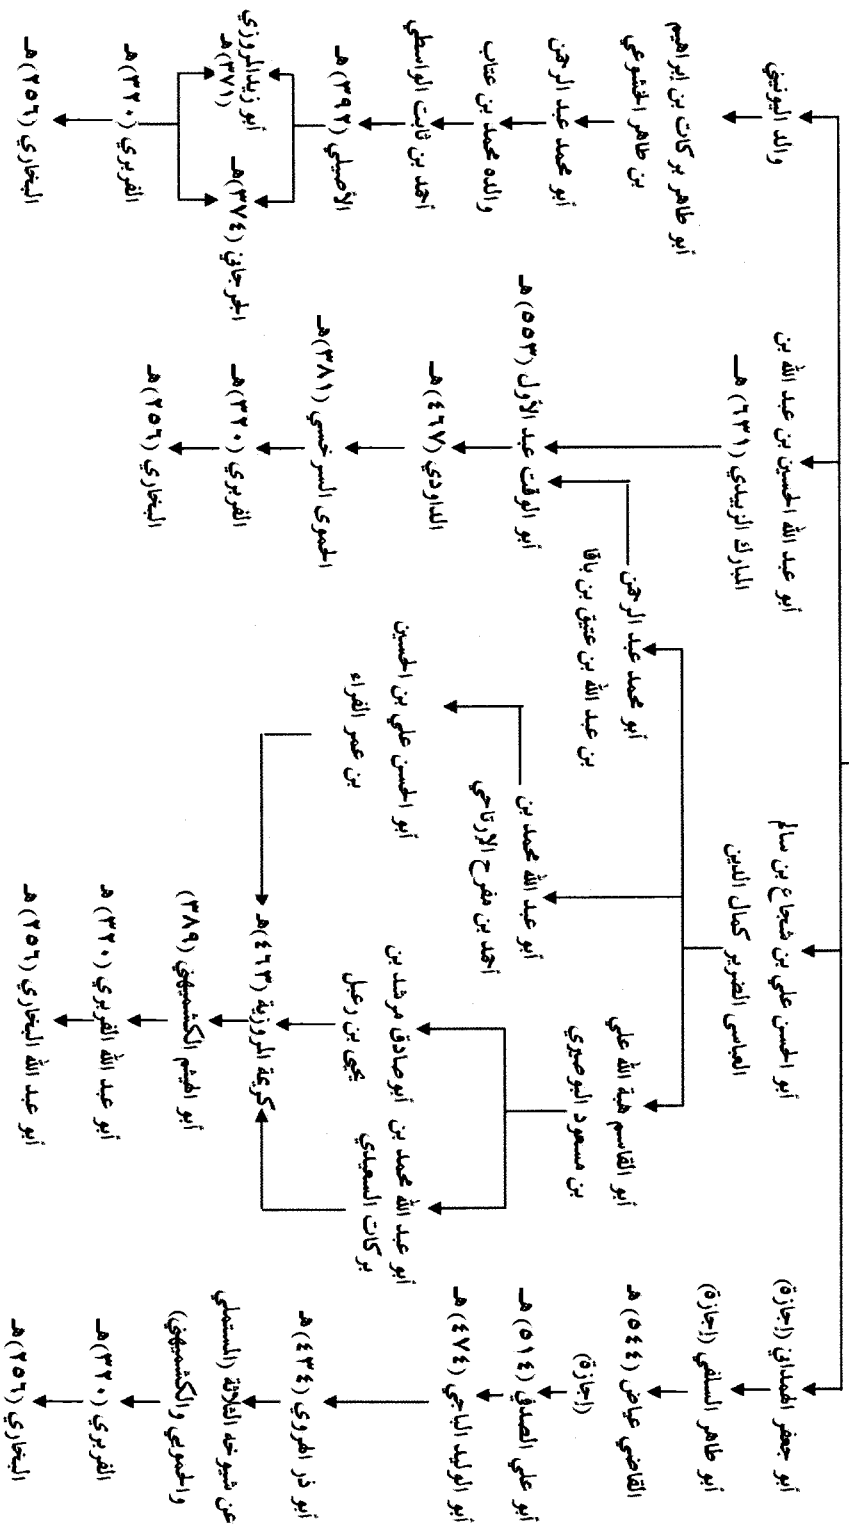 أبو جعفر الهمداني (إجازة)
أبو طاهر السلفي (إجازة)
القاضي عياض (٥٤٤) هـ
(إجازة)
أبو علي الصدفي (٥١٤) هـ
أبو الوليد الباجي (٤٧٤) هـ
أبو ذر الهروي (٤٣٤) هـ
عن شيوخه الثلاثة (المستملي
والحمويي والكشميهني)
الفربري (٣٢٠) هـ
البخاري (٢٥٦) هـ
أبو الحسن علي بن شجاع بن سالم
العباسي الضرير كمال الدين
أبو القاسم هبة الله علي
بن مسعود البوصيري
أبو عبد الله محمد بن
بركات السعيدي
أبو صادق مرشد بن
يحيى بن رعبل
أبو عبد الله محمد بن
أحمد بن مفرح الإرتاحي
أبو الحسن علي بن الحسين
بن عمر الفراء
كريمة المروزية (٤٦٣) هـ
أبو الهيثم الكشميهني (٣٨٩)
أبو عبد الله الفربري (٣٢٠) هـ
أبو عبد الله البخاري (٢٥٦) هـ
أبو محمد عبد الرحمن
بن عبد الله بن عتيق بن باقا
أبو عبد الله الحسين بن عبد الله بن
المبارك الزبيدي (٦٣١) هـ
أبو الوقت عبد الأول (٥٥٣) هـ
الداودي (٤٦٧) هـ
الحموى السرخسي (٣٨١) هـ
الفربري (٣٢٠) هـ
البخاري (٢٥٦) هـ
والد اليونيني
أبو طاهر بركات بن إبراهيم
بن طاهر الخشوعي
أبو محمد عبد الرحمن
والده محمد بن عتاب
أحمد بن ثابت الواسطي
الأصيلي (٣٩٢) هـ
الجرجاني (٣٧٤) هـ
أبو زيد المروزي
(٣٧١) هـ
الفربري (٣٢٠) هـ
البخاري (٢٥٦) هـ